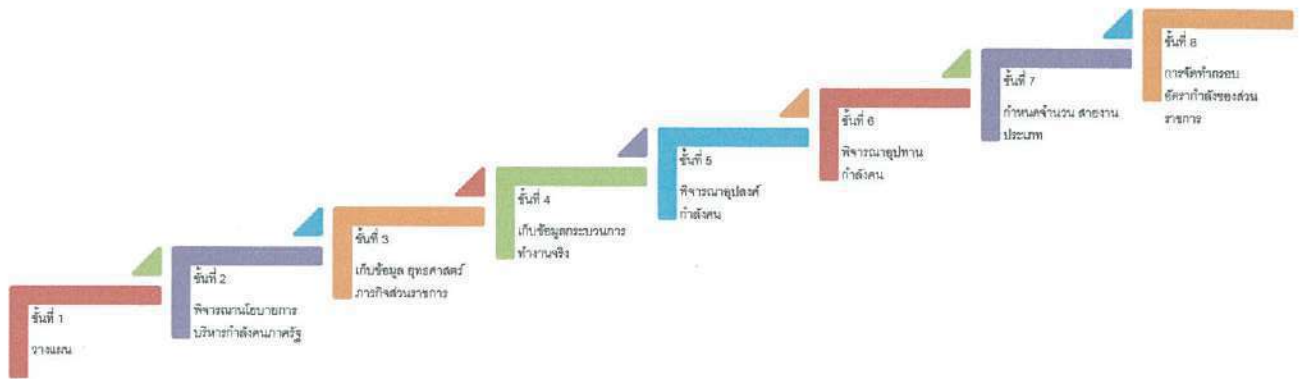 ขั้นที่ 1
วางแผน
ขั้นที่ 2
พิจารณานโยบายการ
บริหารกำลังคนภาครัฐ
ขั้นที่ 3
เก็บข้อมูล ยุทธศาสตร์
ภารกิจส่วนราชการ
ขั้นที่ 4
เก็บข้อมูลกระบวนการ
ทำงานจริง
ขั้นที่ 5
พิจารณาอุปสงค์
กำลังคน
ขั้นที่ 6
พิจารณาอุปทาน
กำลังคน
ขั้นที่ 7
กำหนดจำนวน สายงาน
ประเภท
ขั้นที่ 8
การจัดทำกรอบ
อัตรากำลังของส่วน
ราชการ